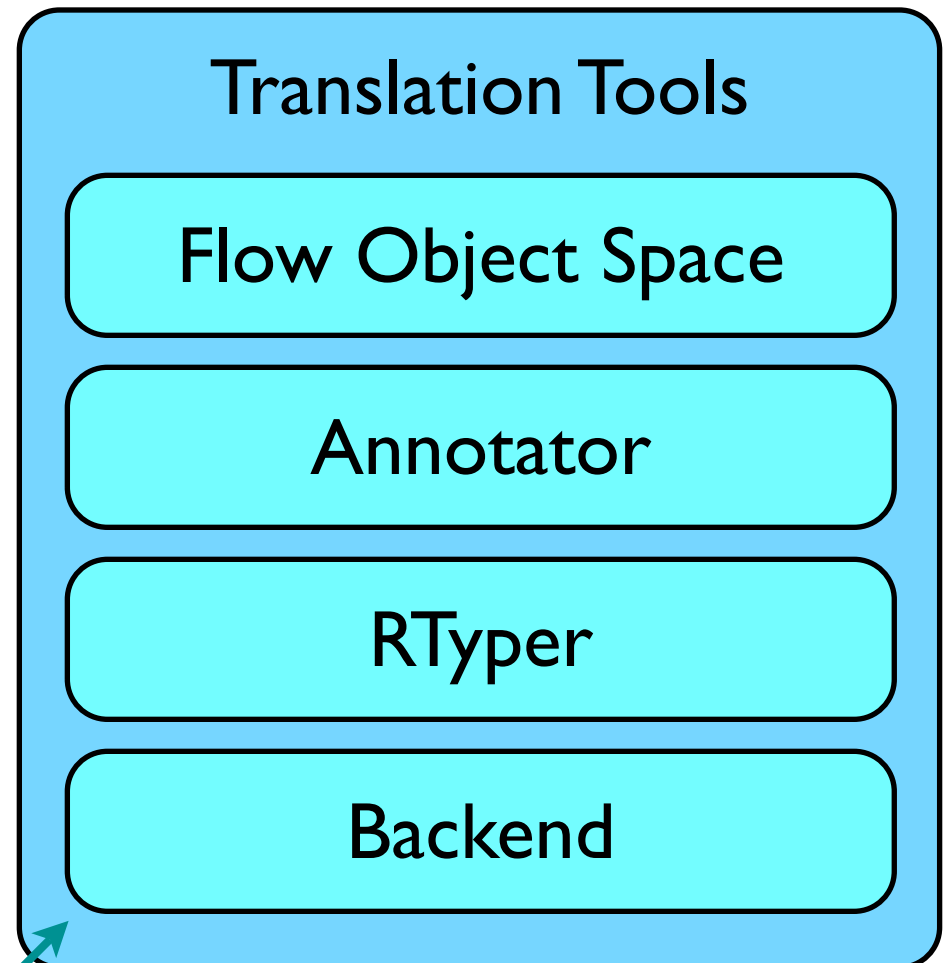 Translation Tools
Flow Object Space
Annotator
RTyper
Backend